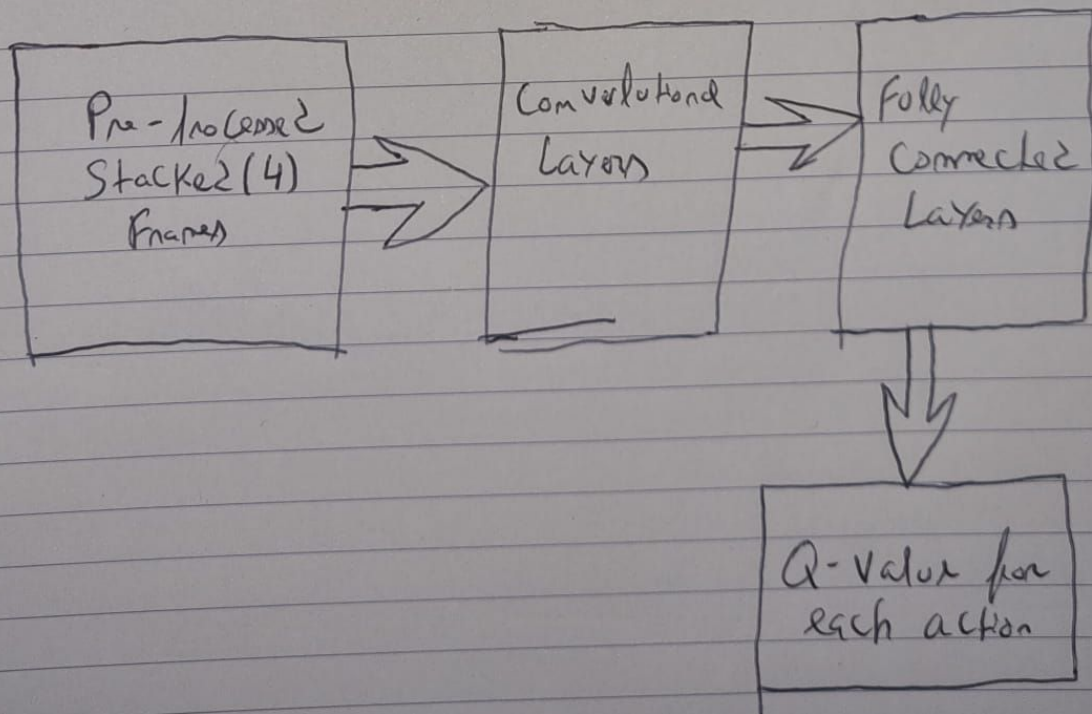 Pre-Processed
Stacked (4)
Frames
Convolutional
Layers
Fully
Connected
Layers
Q-Value for
each action